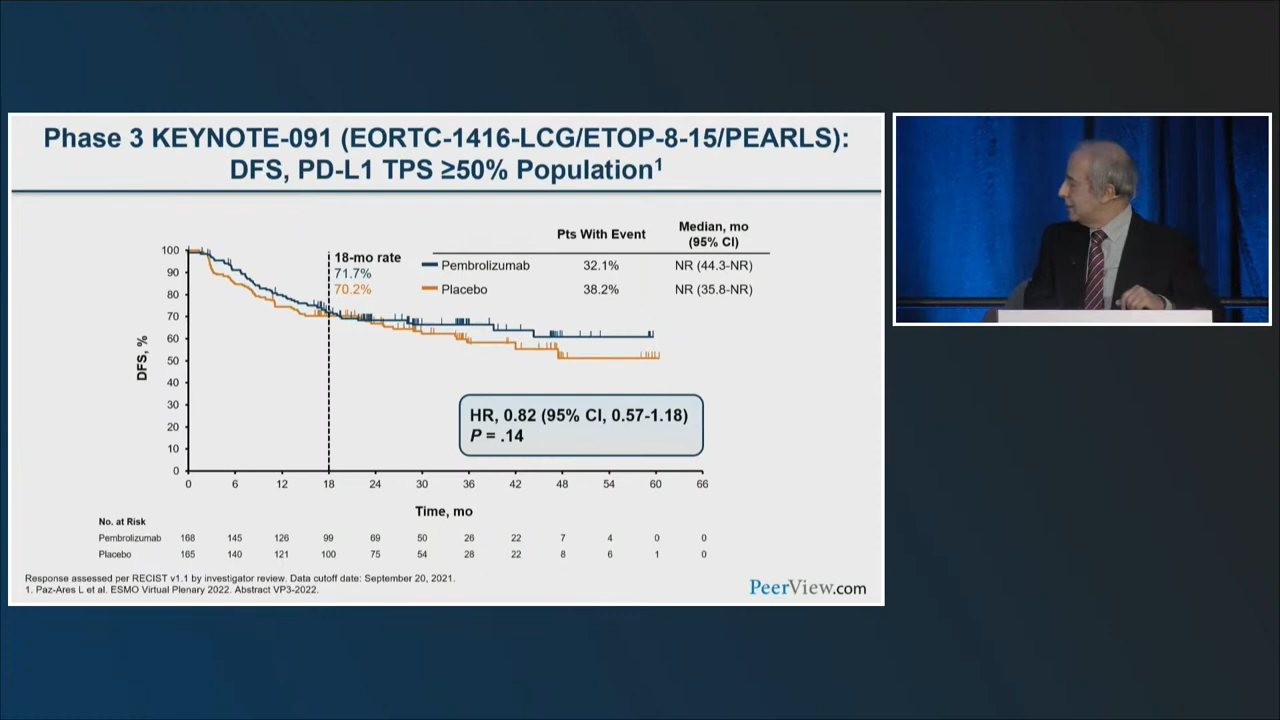 Phase 3 KEYNOTE-091 (EORTC-1416-LCG/ETOP-8-15/PEARLS):
DFS, PD-L1 TPS ≥50% Population1
Pts With Event
Median, mo
(95% CI)
Pembrolizumab 32.1% NR (44.3-NR)
Placebo 38.2% NR (35.8-NR)
18-mo rate
71.7%
70.2%
DFS, %
100
90
80
70
60
50
40
30
20
10
0
HR, 0.82 (95% CI, 0.57-1.18)
P = .14
0 6 12 18 24 30 36 42 48 54 60 66
Time, mo
No. at Risk
Pembrolizumab 168 145 126 99 69 50 26 22 7 4 0 0
Placebo 165 140 121 100 75 54 28 22 8 6 1 0
Response assessed per RECIST v1.1 by investigator review. Data cutoff date: September 20, 2021.
1. Paz-Ares L et al. ESMO Virtual Plenary 2022. Abstract VP3-2022.
PeerView.com